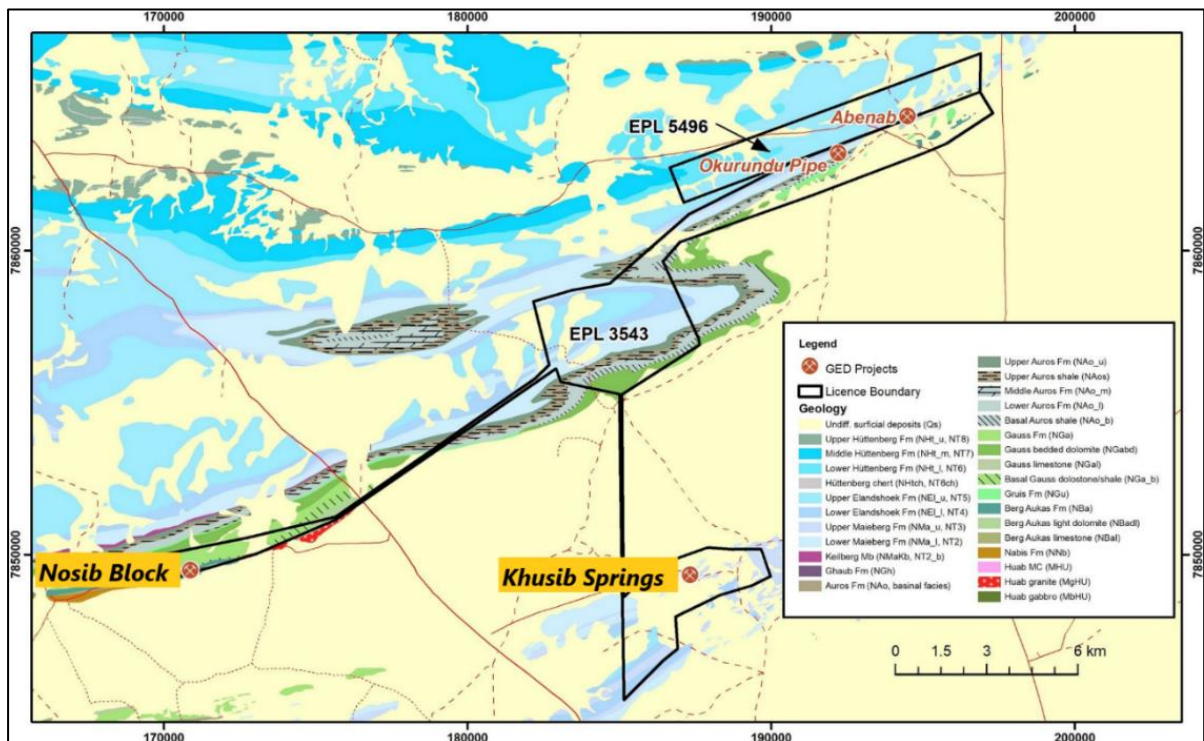 170000 180000 190000 200000
7860000 7860000
7850000 7850000
Abenab
EPL 5496
Okurundu Pipe
EPL 3543
Nosib Block
Khusib Springs
Legend
GED Projects
Licence Boundary
Geology
Undiff. surficial deposits (Qs)
Upper Hüttenberg Fm (NHt_u, NT8)
Middle Hüttenberg Fm (NHt_m, NT7)
Lower Hüttenberg Fm (NHt_l, NT6)
Hüttenberg chert (NHtch, NT6ch)
Upper Elandshoek Fm (NEl_u, NT5)
Lower Elandshoek Fm (NEl_l, NT4)
Upper Maieberg Fm (NMa_u, NT3)
Lower Maieberg Fm (NMa_l, NT2)
Keilberg Mb (NMaKb, NT2_b)
Ghaub Fm (NGh)
Auros Fm (NAo, basinal facies)
Upper Auros Fm (NAo_u)
Upper Auros shale (NAos)
Middle Auros Fm (NAo_m)
Lower Auros Fm (NAo_l)
Basal Auros shale (NAo_b)
Gauss Fm (NGa)
Gauss bedded dolomite (NGabd)
Gauss limestone (NGal)
Basal Gauss dolostone/shale (NGa_b)
Gruis Fm (NGu)
Berg Aukas Fm (NBa)
Berg Aukas light dolomite (NBadl)
Berg Aukas limestone (NBal)
Nabis Fm (NNb)
Huab MC (MHU)
Huab granite (MgHU)
Huab gabbro (MbHU)
0 1.5 3 6 km
170000 180000 190000 200000